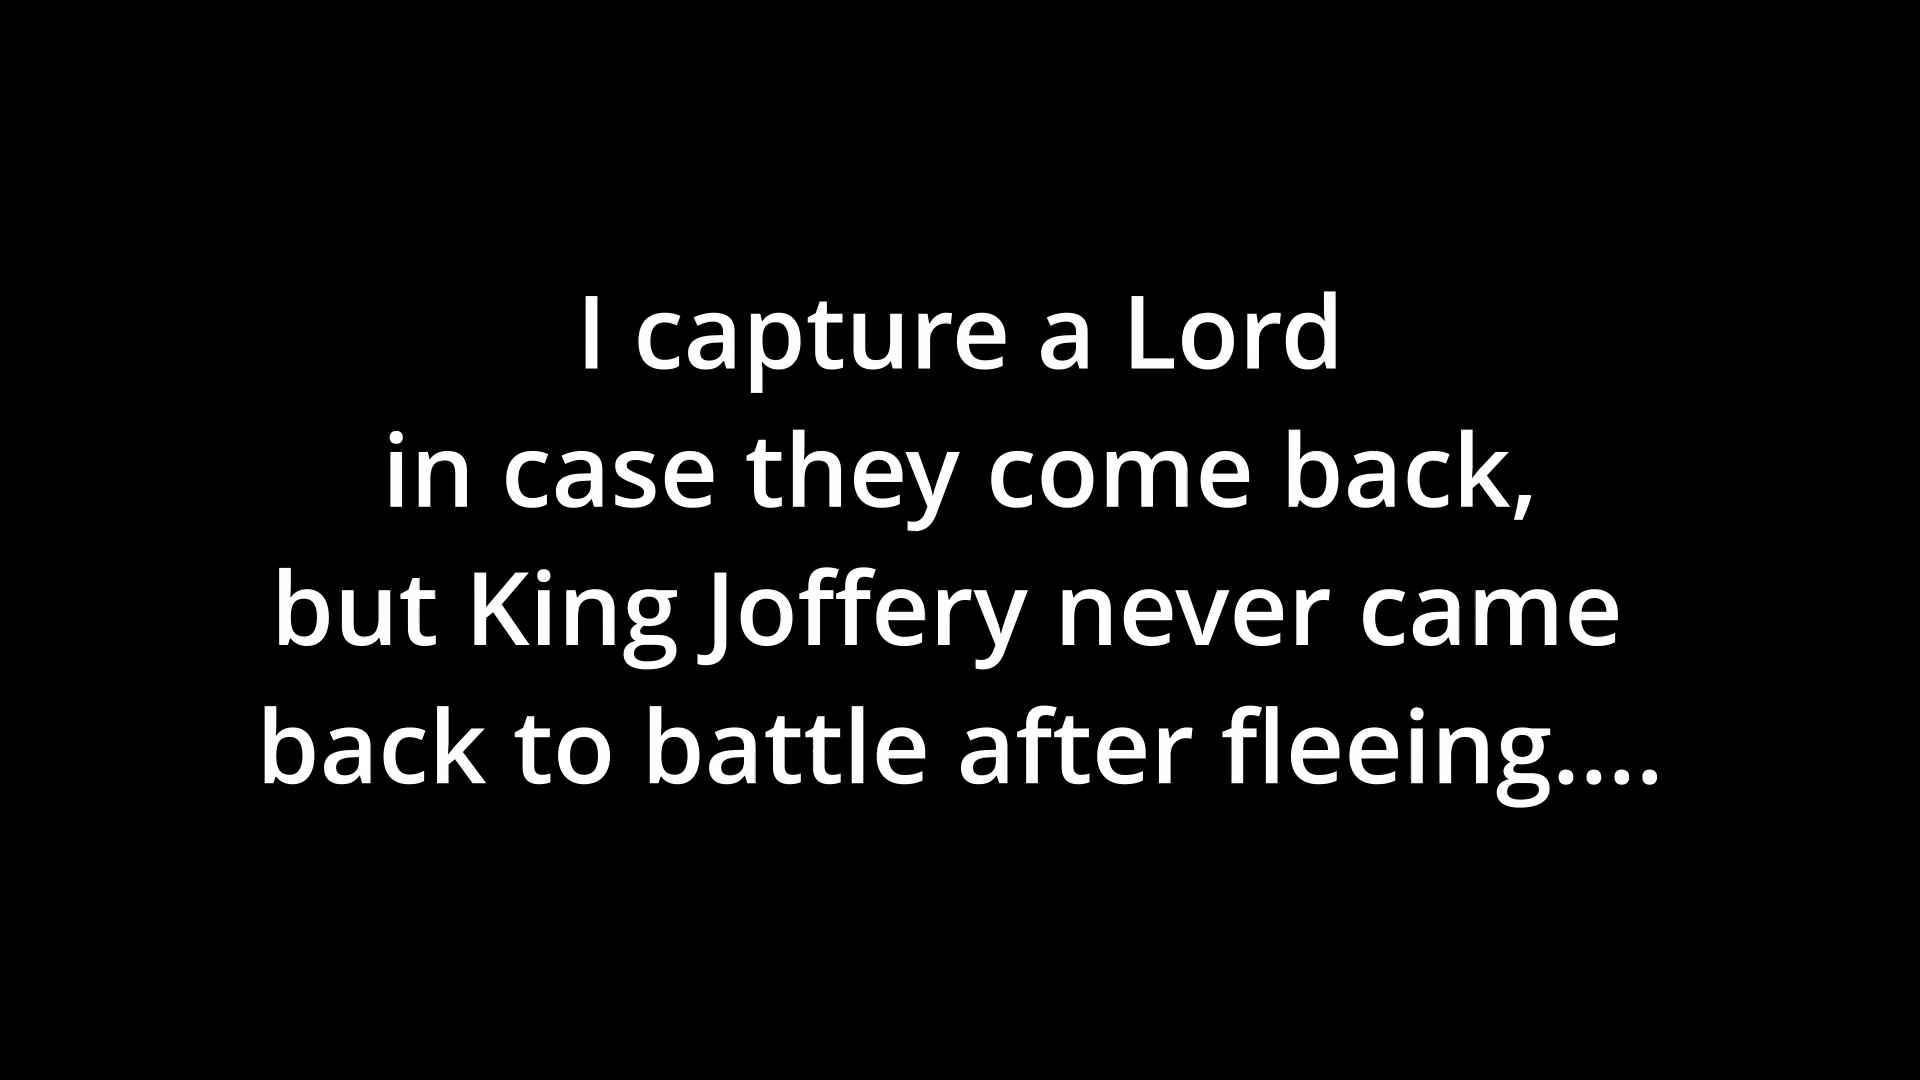 I capture a Lord
in case they come back,
but King Joffery never came
back to battle after fleeing....